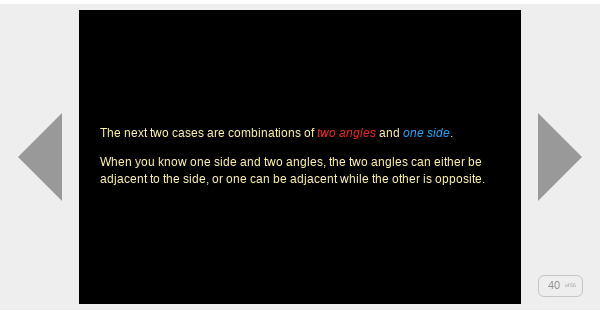 The next two cases are combinations of two angles and one side.
When you know one side and two angles, the two angles can either be
adjacent to the side, or one can be adjacent while the other is opposite.
40